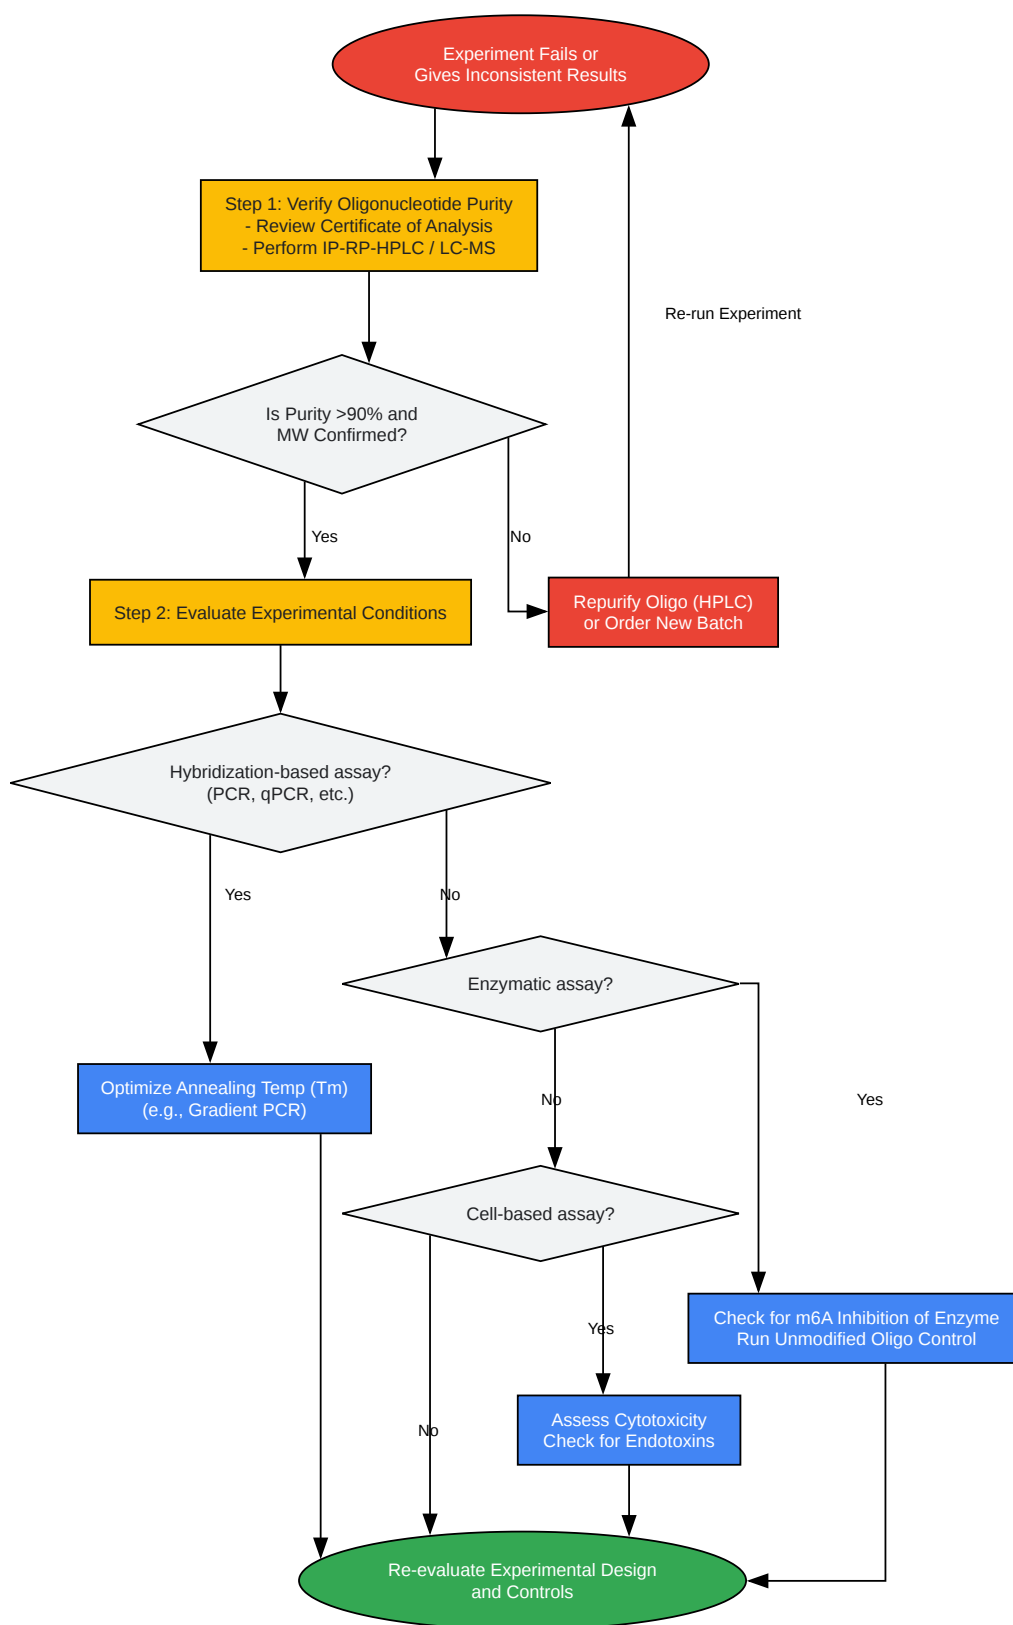 Experiment Fails or
Gives Inconsistent Results
Step 1: Verify Oligonucleotide Purity
- Review Certificate of Analysis
- Perform IP-RP-HPLC / LC-MS
Re-run Experiment
Is Purity >90% and
MW Confirmed?
Yes
No
Step 2: Evaluate Experimental Conditions
Repurify Oligo (HPLC)
or Order New Batch
Hybridization-based assay?
(PCR, qPCR, etc.)
Yes
No
Enzymatic assay?
Optimize Annealing Temp (Tm)
(e.g., Gradient PCR)
No
Yes
Cell-based assay?
Check for m6A Inhibition of Enzyme
Run Unmodified Oligo Control
Yes
Assess Cytotoxicity
Check for Endotoxins
No
Re-evaluate Experimental Design
and Controls